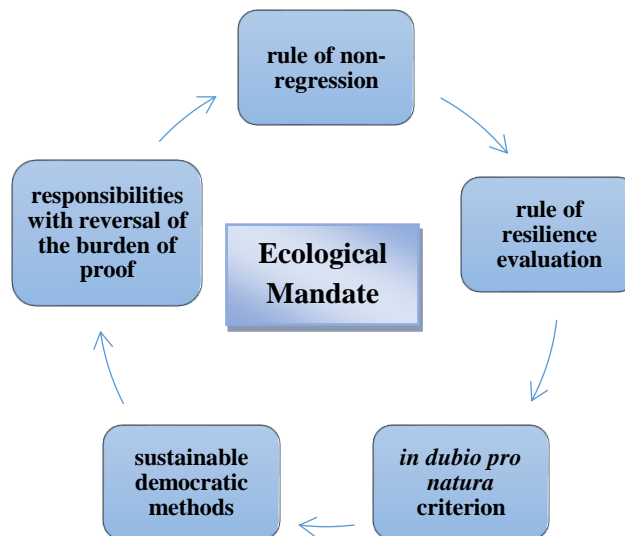 rule of non-
regression
rule of
resilience
evaluation
in dubio pro
natura
criterion
sustainable
democratic
methods
responsibilities
with reversal of
the burden of
proof
Ecological
Mandate